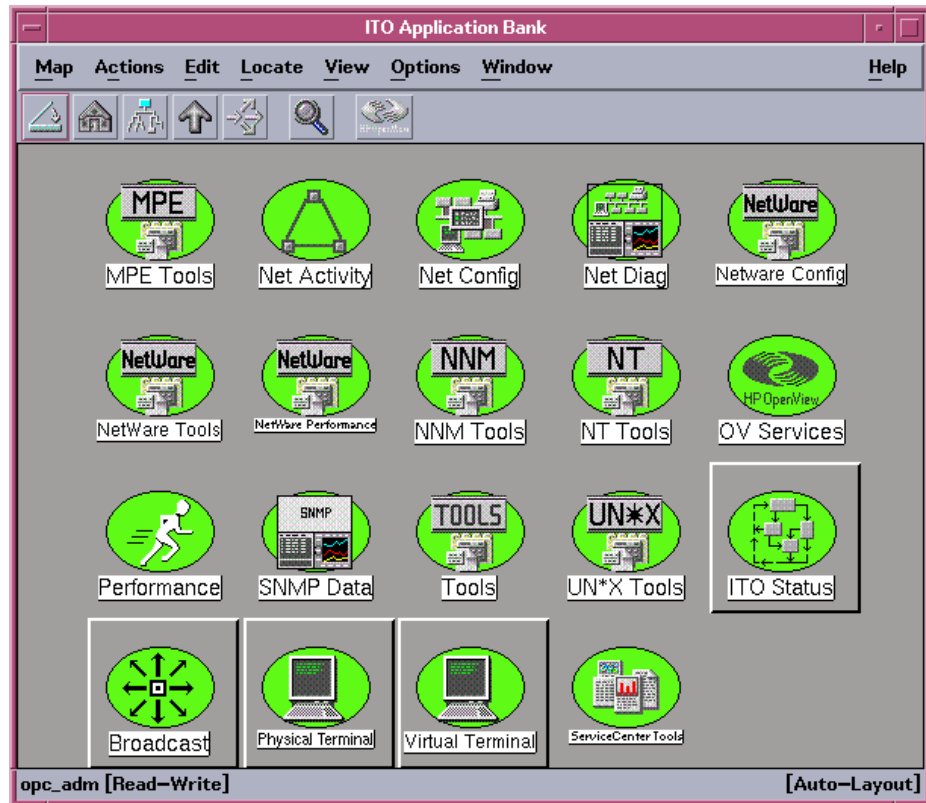 ITO Application Bank
Map Actions Edit Locate View Options Window Help
HP OpenView
MPE
MPE Tools
Net Activity
Net Config
Net Diag
NetWare
Netware Config
NetWare
NetWare Tools
NetWare
NetWare Performance
NNM
NNM Tools
NT
NT Tools
HP OpenView
OV Services
Performance
SNMP
SNMP Data
TOOLS
Tools
UN*X
UN*X Tools
ITO Status
Broadcast
Physical Terminal
Virtual Terminal
ServiceCenter Tools
opc_adm [Read-Write] [Auto-Layout]